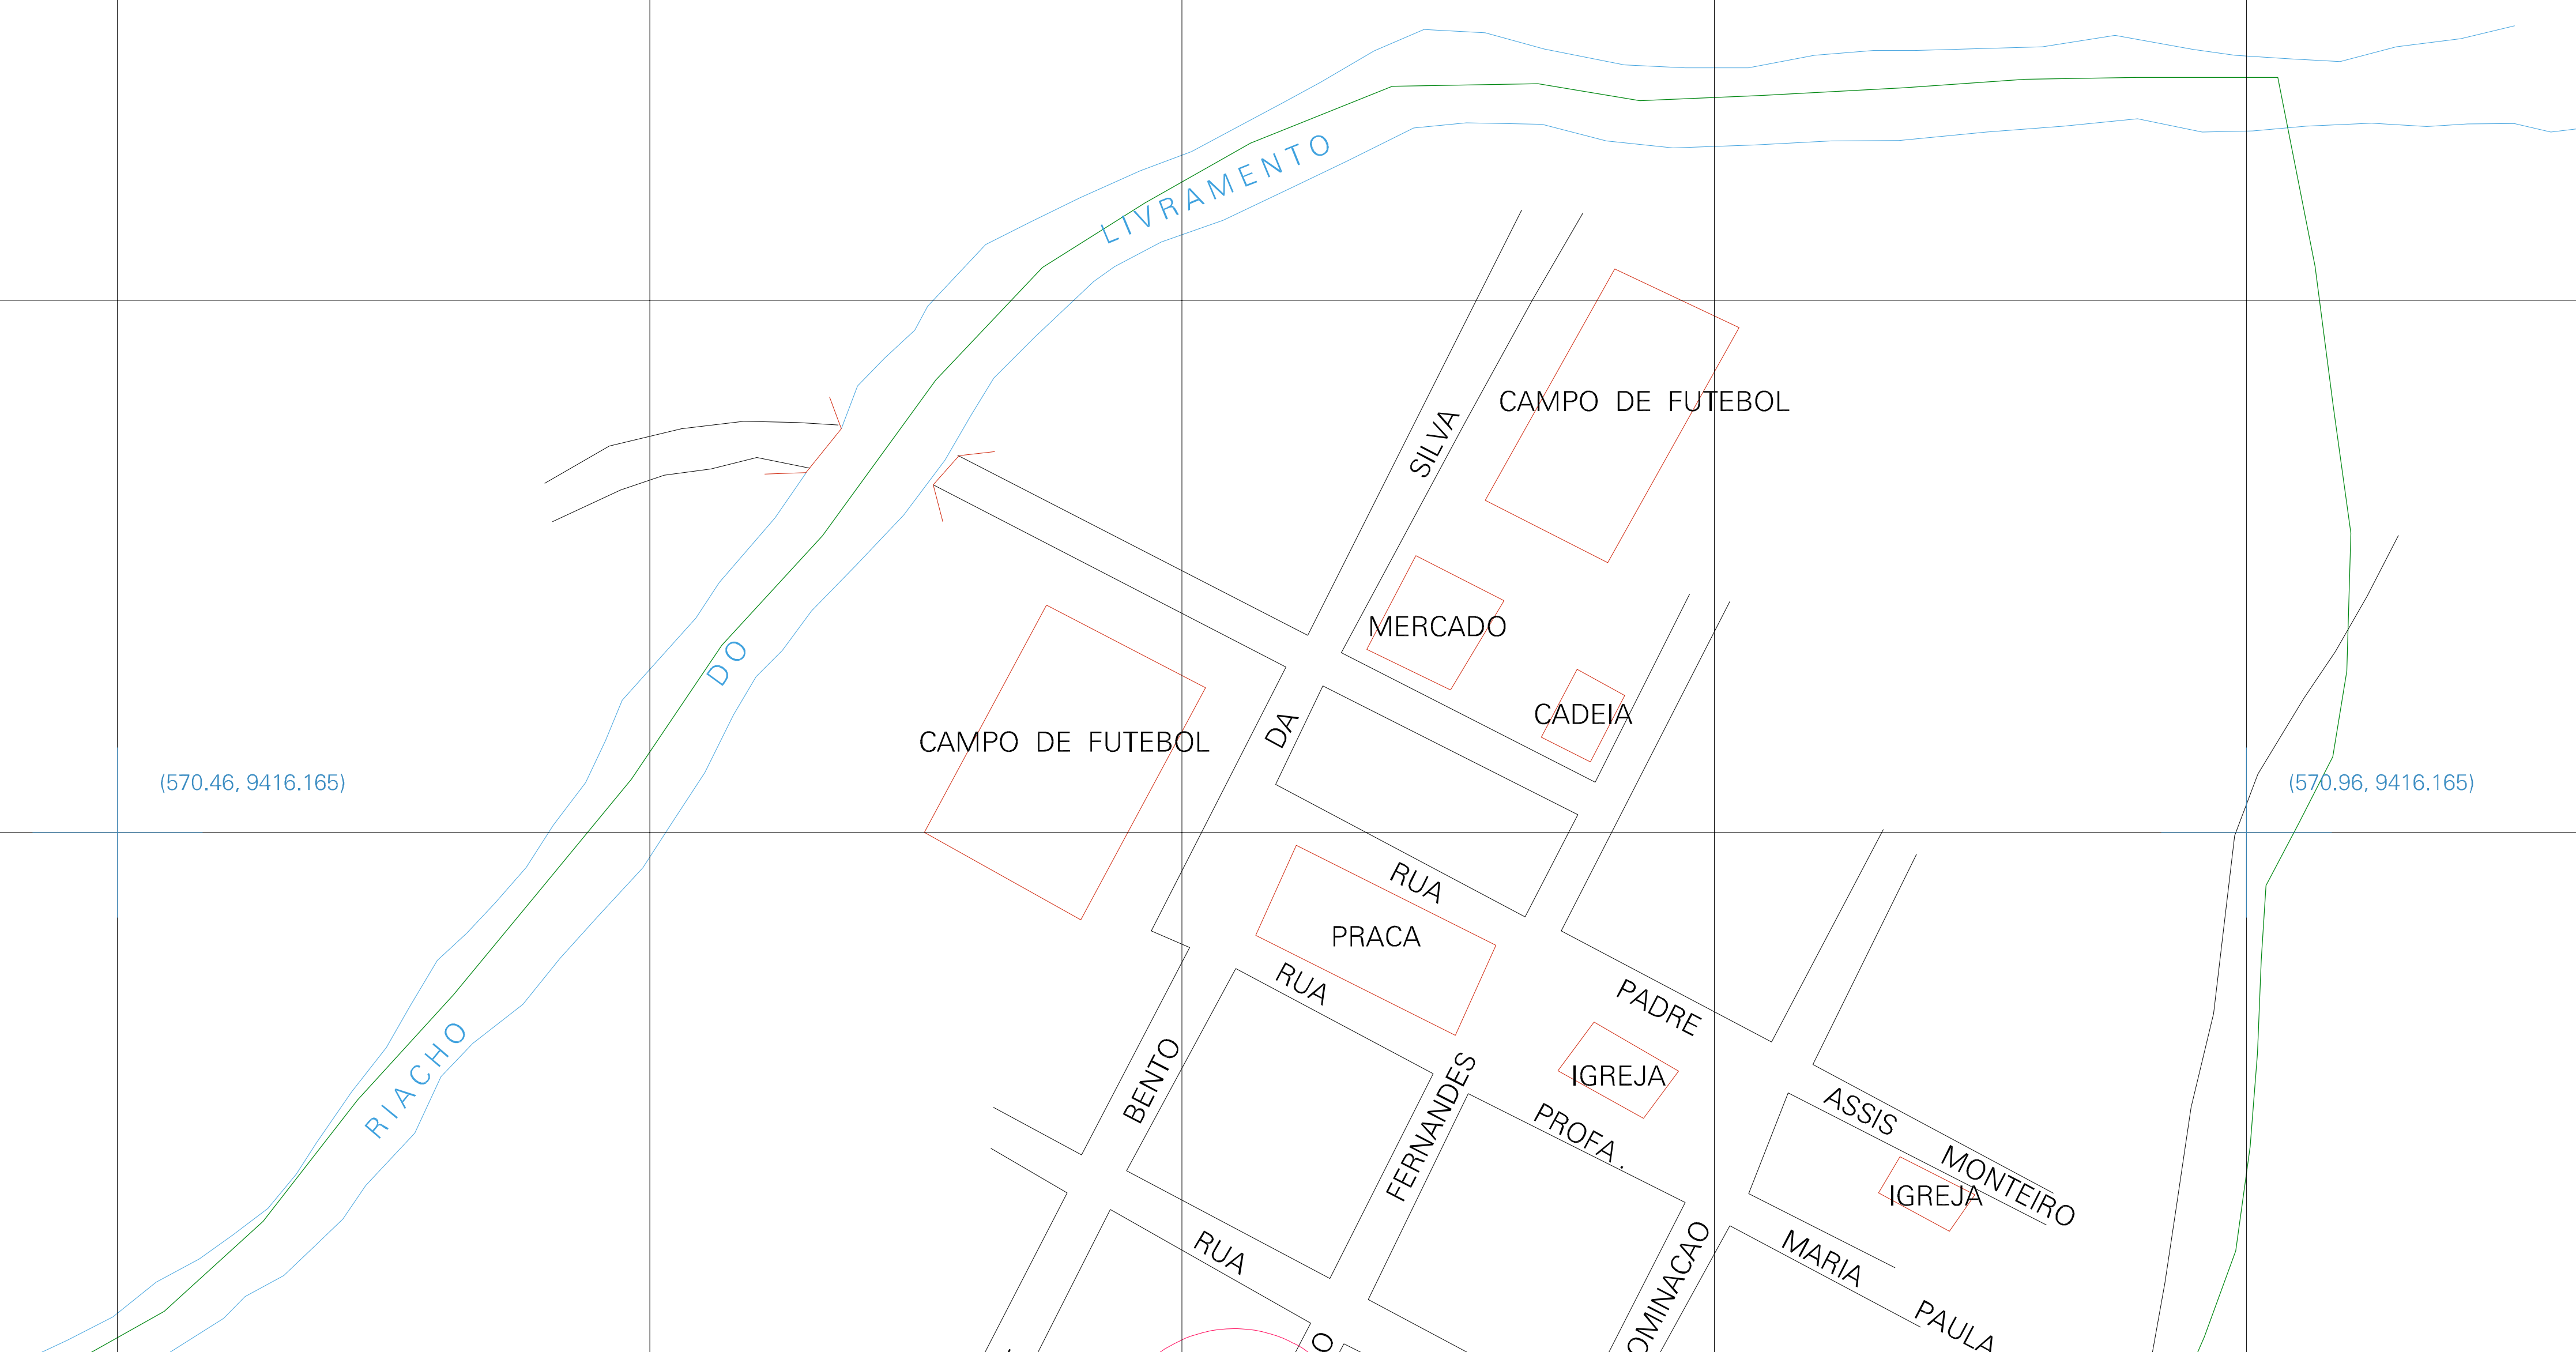 LIVRAMENTO
CAMPO DE FUTEBOL
SILVA
MERCADO
DO
CADEIA
DA
CAMPO DE FUTEBOL
(570.46, 9416.165)
(570.96, 9416.165)
RUA
PRACA
RUA
PADRE
RIACHO
BENTO
IGREJA
FERNANDES
PROFA.
ASSIS
MONTEIRO
IGREJA
RUA
MARIA
OMINACAO
PAULA
O